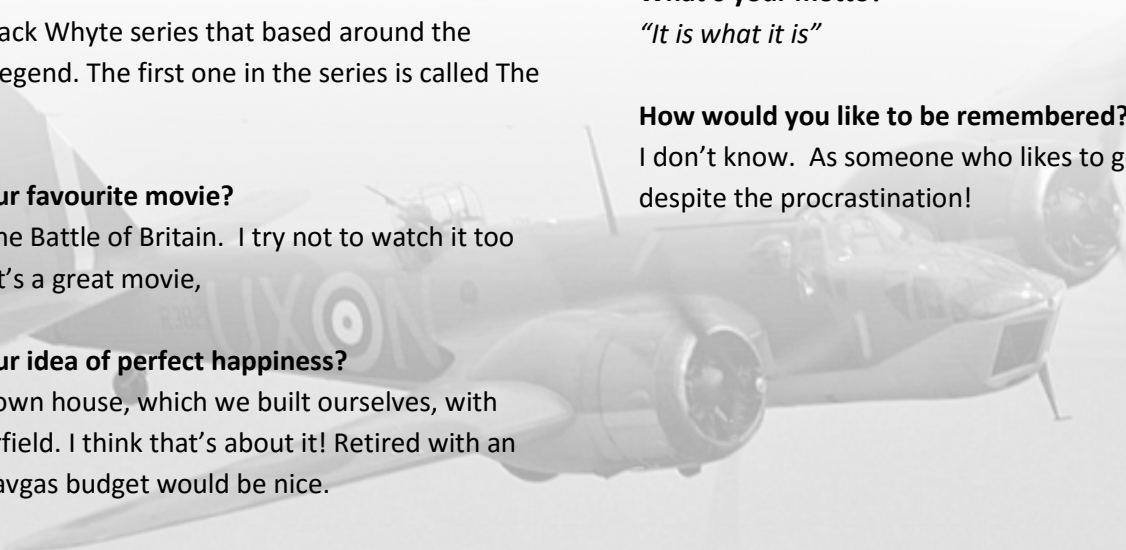 ack Whyte series that based around the
egend. The first one in the series is called The
ur favourite movie?
he Battle of Britain.  I try not to watch it too
t’s a great movie,
ur idea of perfect happiness?
own house, which we built ourselves, with
rfield. I think that’s about it! Retired with an
avgas budget would be nice.
What's your motto?
“It is what it is”
How would you like to be remembered?
I don’t know.  As someone who likes to g
despite the procrastination!
UX N